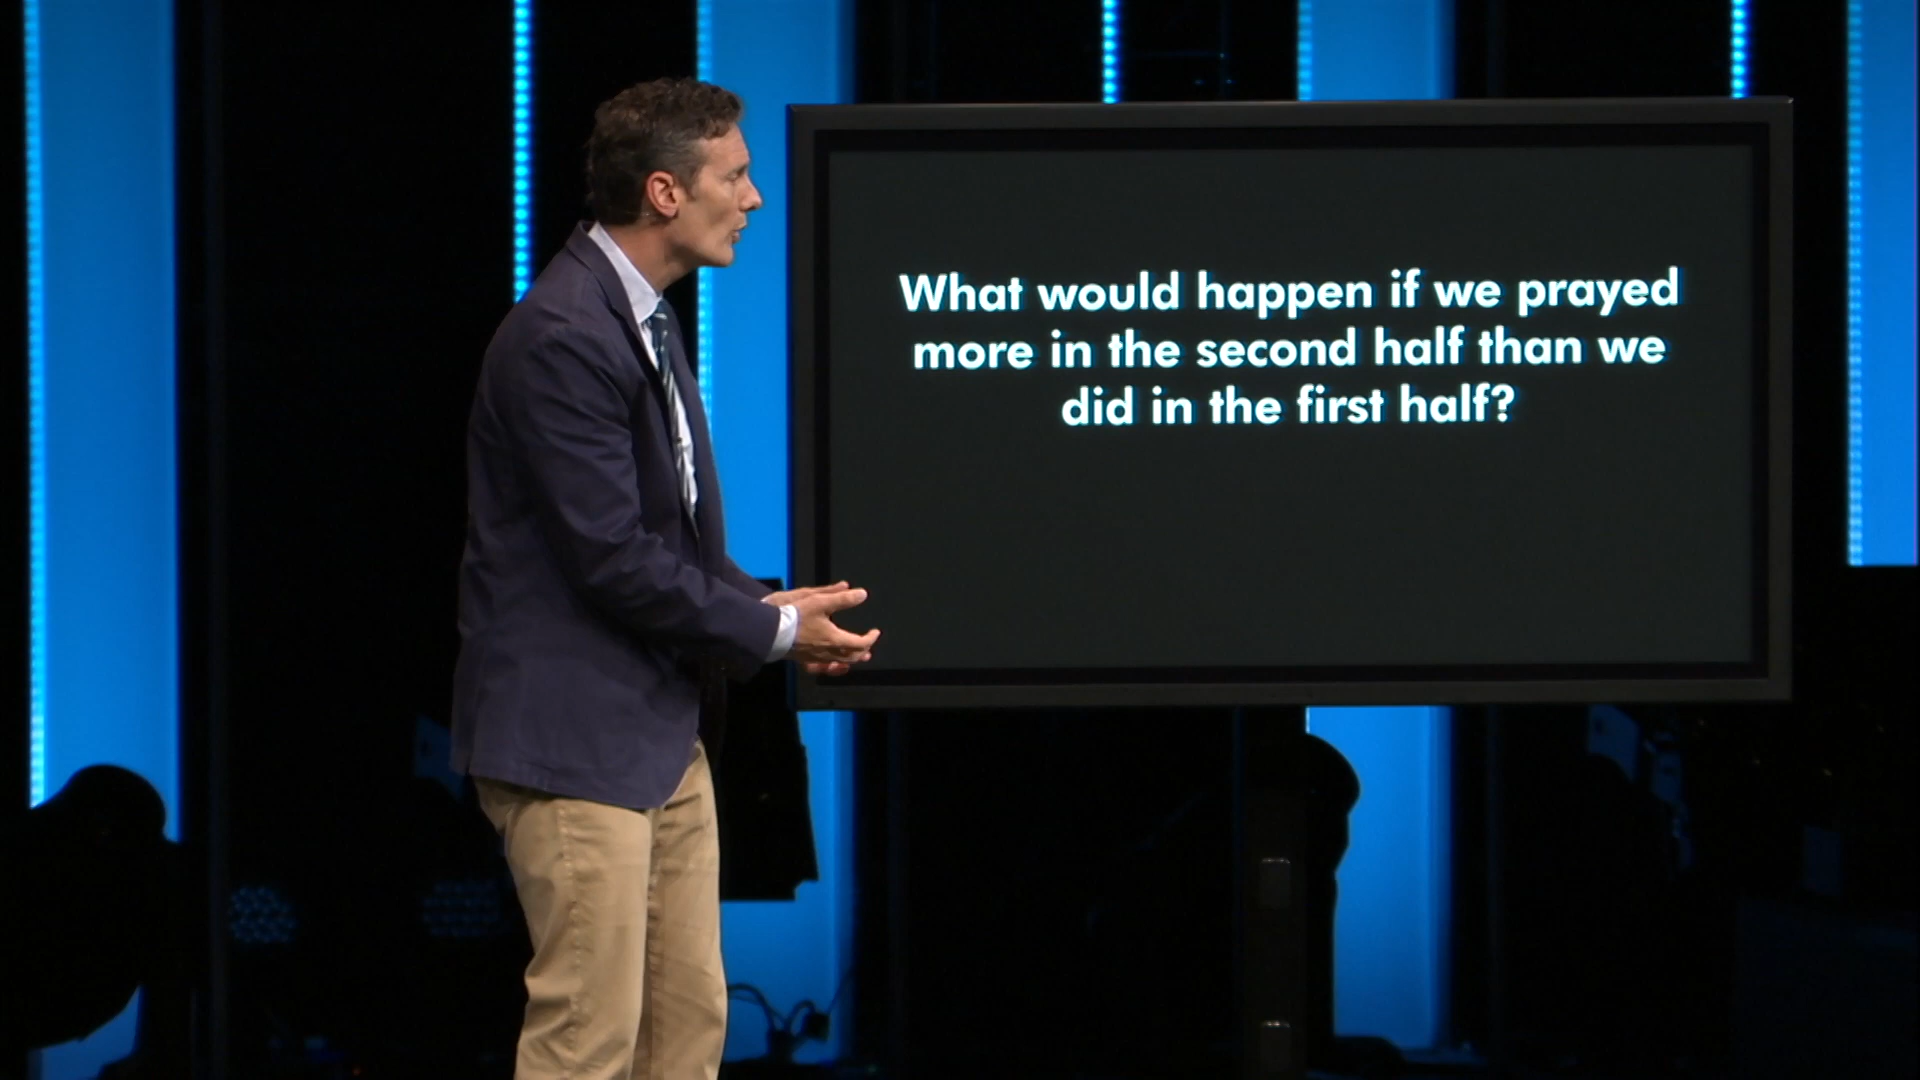 What would happen if we prayed
more in the second half than we
did in the first half?